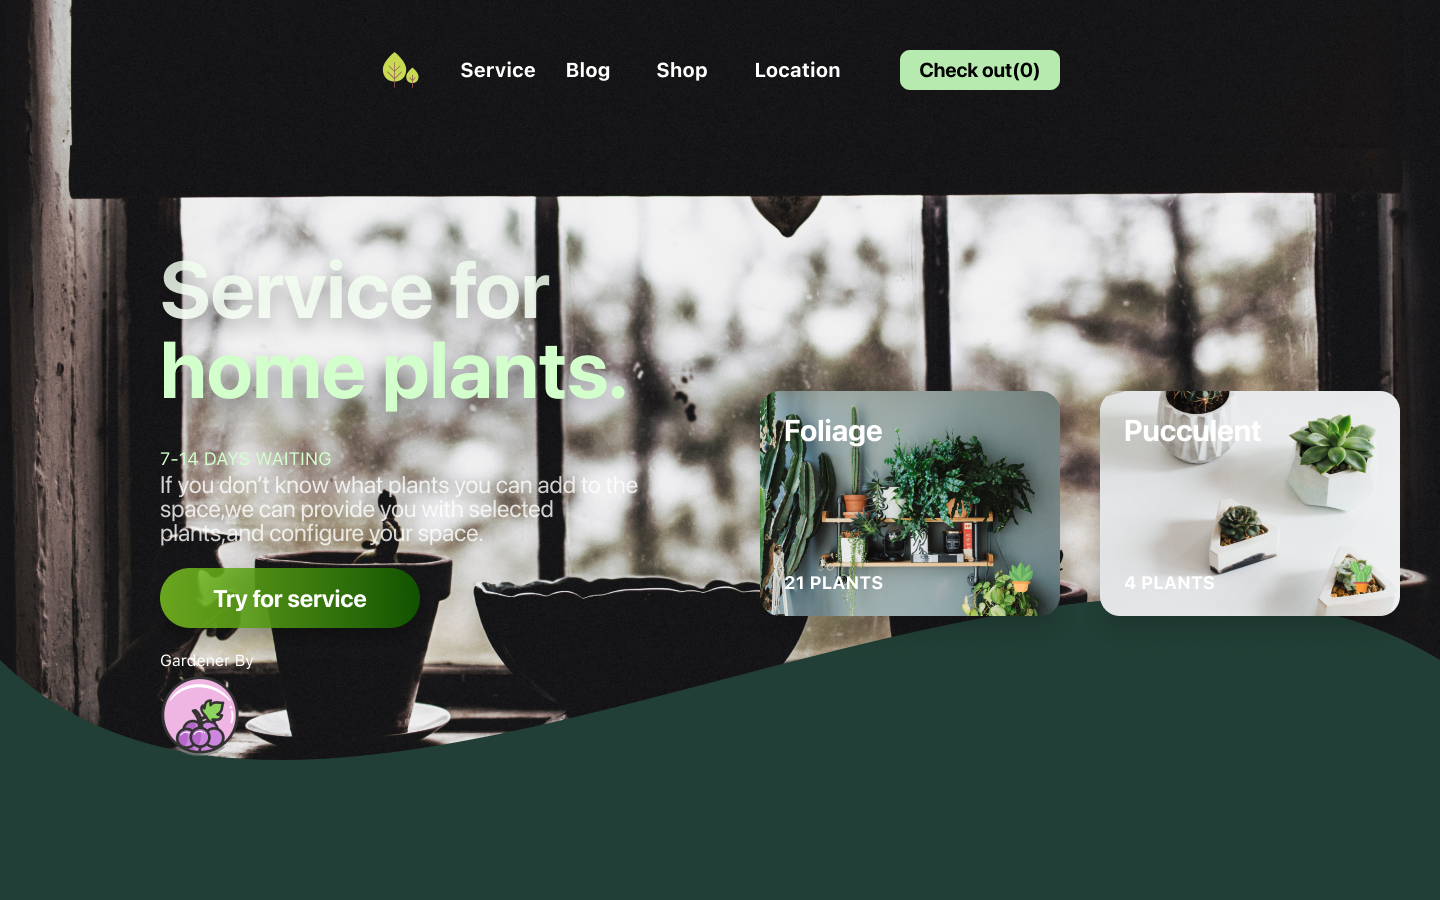 Service Blog Shop Location Check out(0)
Service for
home plants.
7-14 DAYS WAITING
If you don't know what plants you can add to the
space,we can provide you with selected
plants,and configure your space.
Try for service
Gardener By
Foliage
21 PLANTS
Pucculent
4 PLANTS